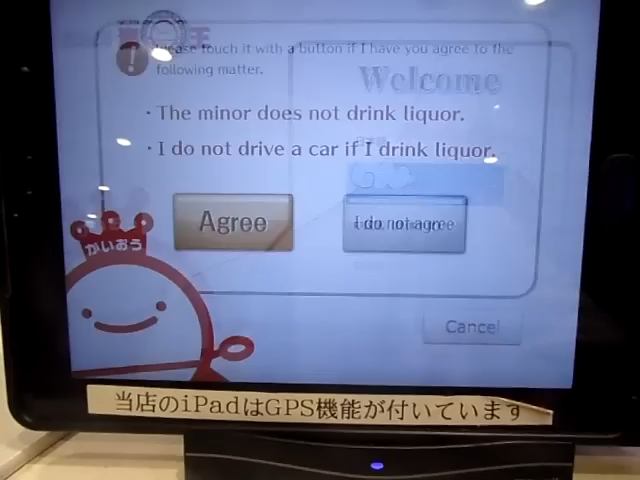 Please touch it with a button if I have you agree to the
following matter.
Welcome
・The minor does not drink liquor.
・I do not drive a car if I drink liquor.
Agree
I do not agree
かいおう
Cancel
当店のiPadはGPS機能が付いています